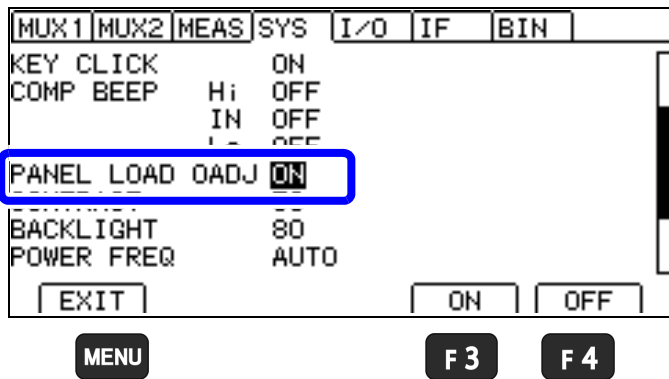 MUX1 MUX2 MEAS SYS I/O IF BIN
KEY CLICK ON
COMP BEEP Hi OFF
IN OFF
PANEL LOAD OADJ ON
BACKLIGHT 80
POWER FREQ AUTO
EXIT ON OFF
MENU F3 F4